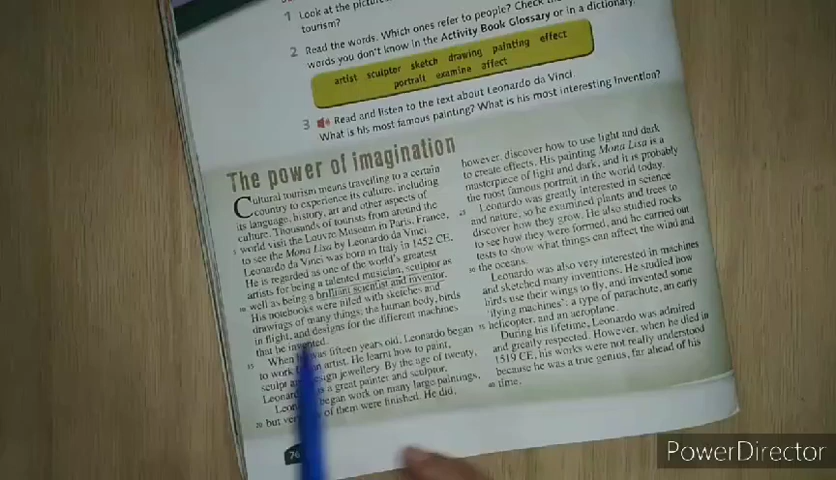 1 Look at the pictures
tourism?
2 Read the words. Which ones refer to people? Check the
words you don't know in the Activity Book Glossary or in a dictionary.
artist sculptor sketch drawing painting effect
portrait examine affect
3 Read and listen to the text about Leonardo da Vinci
What is his most famous painting? What is his most interesting invention?
The power of imagination
Cultural tourism means travelling to a certain
country to experience its culture, including
its language, history, art and other aspects of
culture. Thousands of tourists from around the
5 world visit the Louvre Museum in Paris, France,
to see the Mona Lisa by Leonardo da Vinci
Leonardo da Vinci was born in Italy in 1452 CE.
He is regarded as one of the world's greatest
artists for being a talented musician, sculptor as
10 well as being a brilliant scientist and inventor.
His notebooks were filled with sketches and
drawings of many things: the human body, birds
in flight, and designs for the different machines
that he invented.
15 When he was fifteen years old, Leonardo began
to work artist. He learnt how to paint,
sculpt design jewellery. By the age of twenty,
Leonardo was a great painter and sculptor.
Leonardo began work on many large paintings,
20 but very of them were finished. He did,
however, discover how to use light and dark
to create effects. His painting Mona Lisa is a
masterpiece of light and dark, and it is probably
the most famous portrait in the world today.
25 Leonardo was greatly interested in science
and nature, so he examined plants and trees to
discover how they grow. He also studied rocks
to see how they were formed, and he carried out
tests to show what things can affect the wind and
30 the oceans.
Leonardo was also very interested in machines
and sketched many inventions. He studied how
birds use their wings to fly, and invented some
'flying machines': a type of parachute, an early
35 helicopter, and an aeroplane.
During his lifetime, Leonardo was admired
and greatly respected. However, when he died in
1519 CE, his works were not really understood
because he was a true genius, far ahead of his
40 time.
76
PowerDirector